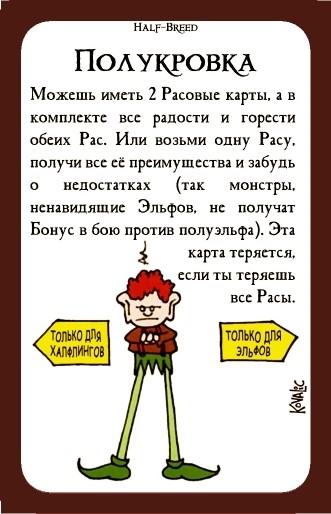 Half-Breed
Полукровка
Можешь иметь 2 Расовые карты, а в
комплекте все радости и горести
обеих Рас. Или возьми одну Расу,
получи все её преимущества и забудь
о недостатках (так монстры,
ненавидящие Эльфов, не получат
Бонус в бою против полуэльфа). Эта
карта теряется,
если ты теряешь
все Расы.
ТОЛЬКО ДЛЯ
ХАЛФЛИНГОВ
ТОЛЬКО ДЛЯ
ЭЛЬФОВ
KOVALIC